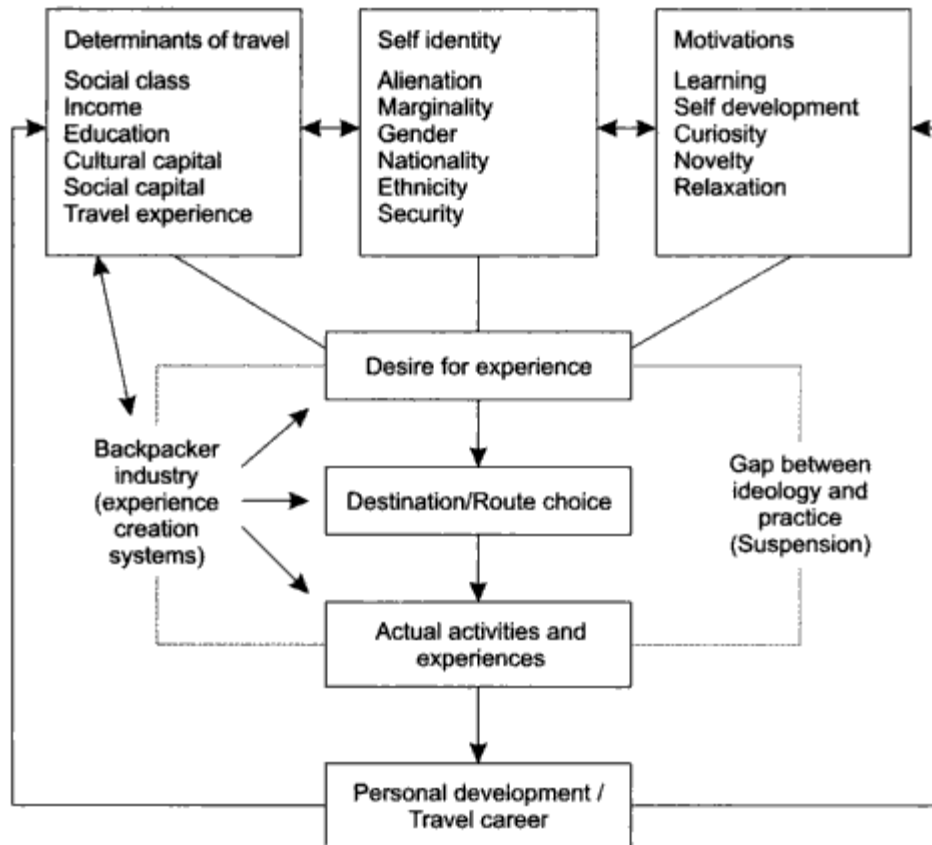 Determinants of travel
Social class
Income
Education
Cultural capital
Social capital
Travel experience
Self identity
Alienation
Marginality
Gender
Nationality
Ethnicity
Security
Motivations
Learning
Self development
Curiosity
Novelty
Relaxation
Desire for experience
Backpacker
industry
(experience
creation
systems)
Destination/Route choice
Gap between
ideology and
practice
(Suspension)
Actual activities and
experiences
Personal development /
Travel career